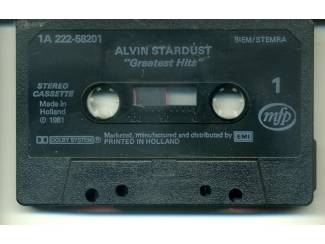 1A 222-58201
BIEM/STEMRA
ALVIN STARDUST
"Greatest Hits"
STEREO
CASSETTE
Made in
Holland
℗ 1981
1
mfp
DOLBY SYSTEM®
Marketed, manufactured and distributed by EMI
PRINTED IN HOLLAND